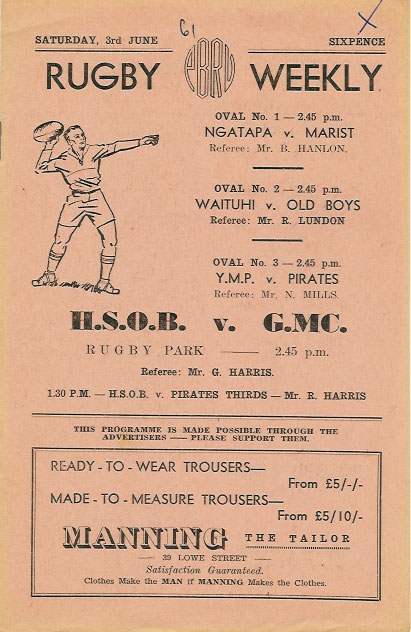 61
SATURDAY, 3rd JUNE SIXPENCE
RUGBY PBRU WEEKLY
OVAL No. 1 — 2.45 p.m.
NGATAPA v. MARIST
Referee: Mr. B. HANLON.
OVAL No. 2 — 2.45 p.m.
WAITUHI v. OLD BOYS
Referee: Mr. R. LUNDON
OVAL No. 3 — 2.45 p.m.
Y.M.P. v. PIRATES
Referee: Mr. N. MILLS.
H.S.O.B. v. G.MC.
RUGBY PARK — 2.45 p.m.
Referee: Mr. G. HARRIS.
1.30 P.M. — H.S.O.B. v. PIRATES THIRDS — Mr. R. HARRIS
THIS PROGRAMME IS MADE POSSIBLE THROUGH THE
ADVERTISERS — PLEASE SUPPORT THEM.
READY - TO - WEAR TROUSERS—
From £5/-/-
MADE - TO - MEASURE TROUSERS—
From £5/10/-
MANNING THE TAILOR
— 39 LOWE STREET —
Satisfaction Guaranteed.
Clothes Make the MAN if MANNING Makes the Clothes.